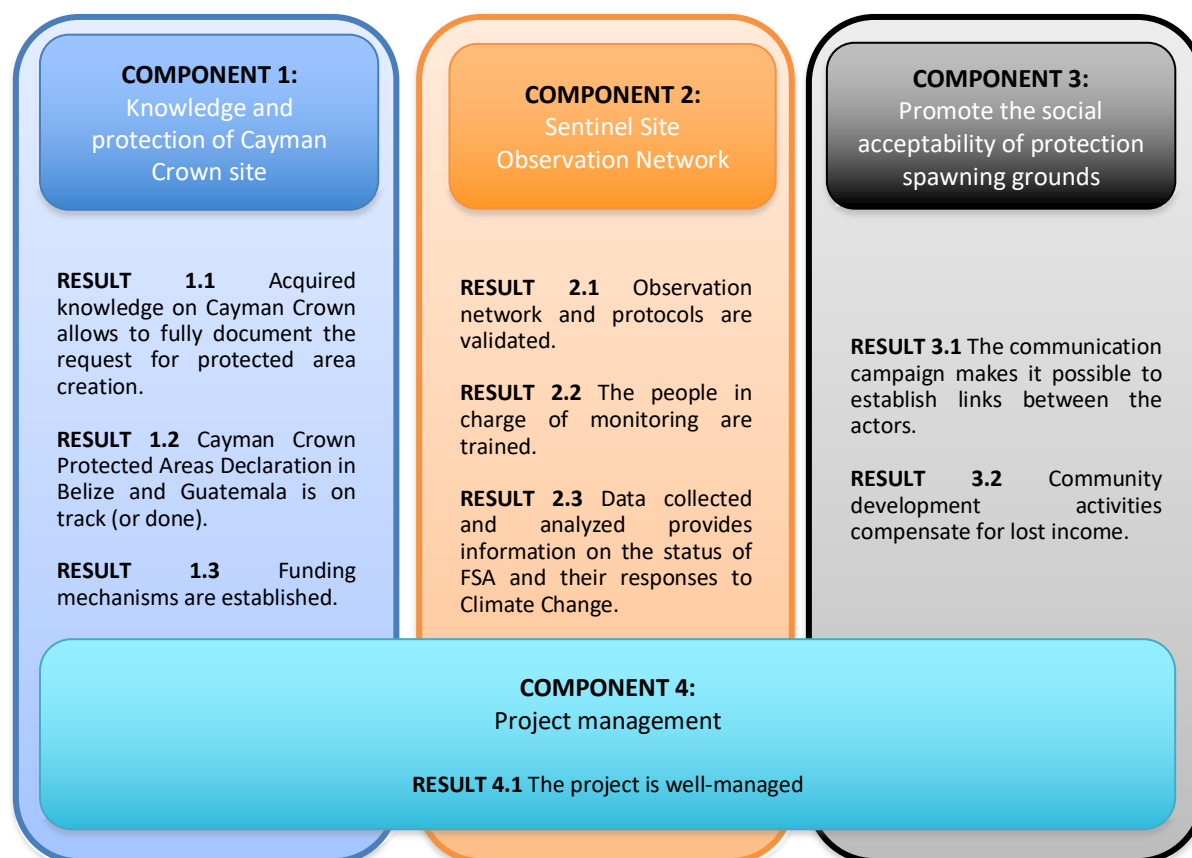 COMPONENT 1:
Knowledge and
protection of Cayman
Crown site
RESULT 1.1 Acquired
knowledge on Cayman Crown
allows to fully document the
request for protected area
creation.
RESULT 1.2 Cayman Crown
Protected Areas Declaration in
Belize and Guatemala is on
track (or done).
RESULT 1.3 Funding
mechanisms are established.
COMPONENT 2:
Sentinel Site
Observation Network
RESULT 2.1 Observation
network and protocols are
validated.
RESULT 2.2 The people in
charge of monitoring are
trained.
RESULT 2.3 Data collected
and analyzed provides
information on the status of
FSA and their responses to
Climate Change.
COMPONENT 3:
Promote the social
acceptability of protection
spawning grounds
RESULT 3.1 The communication
campaign makes it possible to
establish links between the
actors.
RESULT 3.2 Community
development activities
compensate for lost income.
COMPONENT 4:
Project management
RESULT 4.1 The project is well-managed